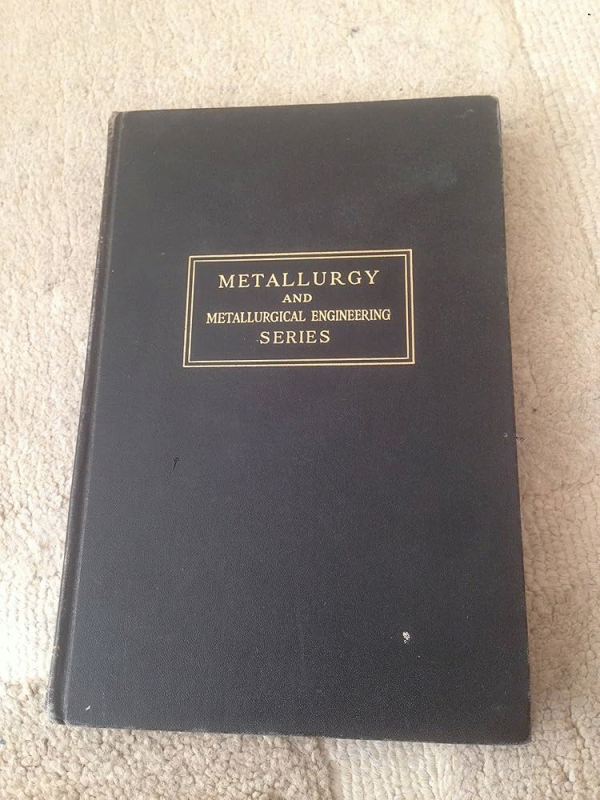 METALLURGY
AND
METALLURGICAL ENGINEERING
SERIES